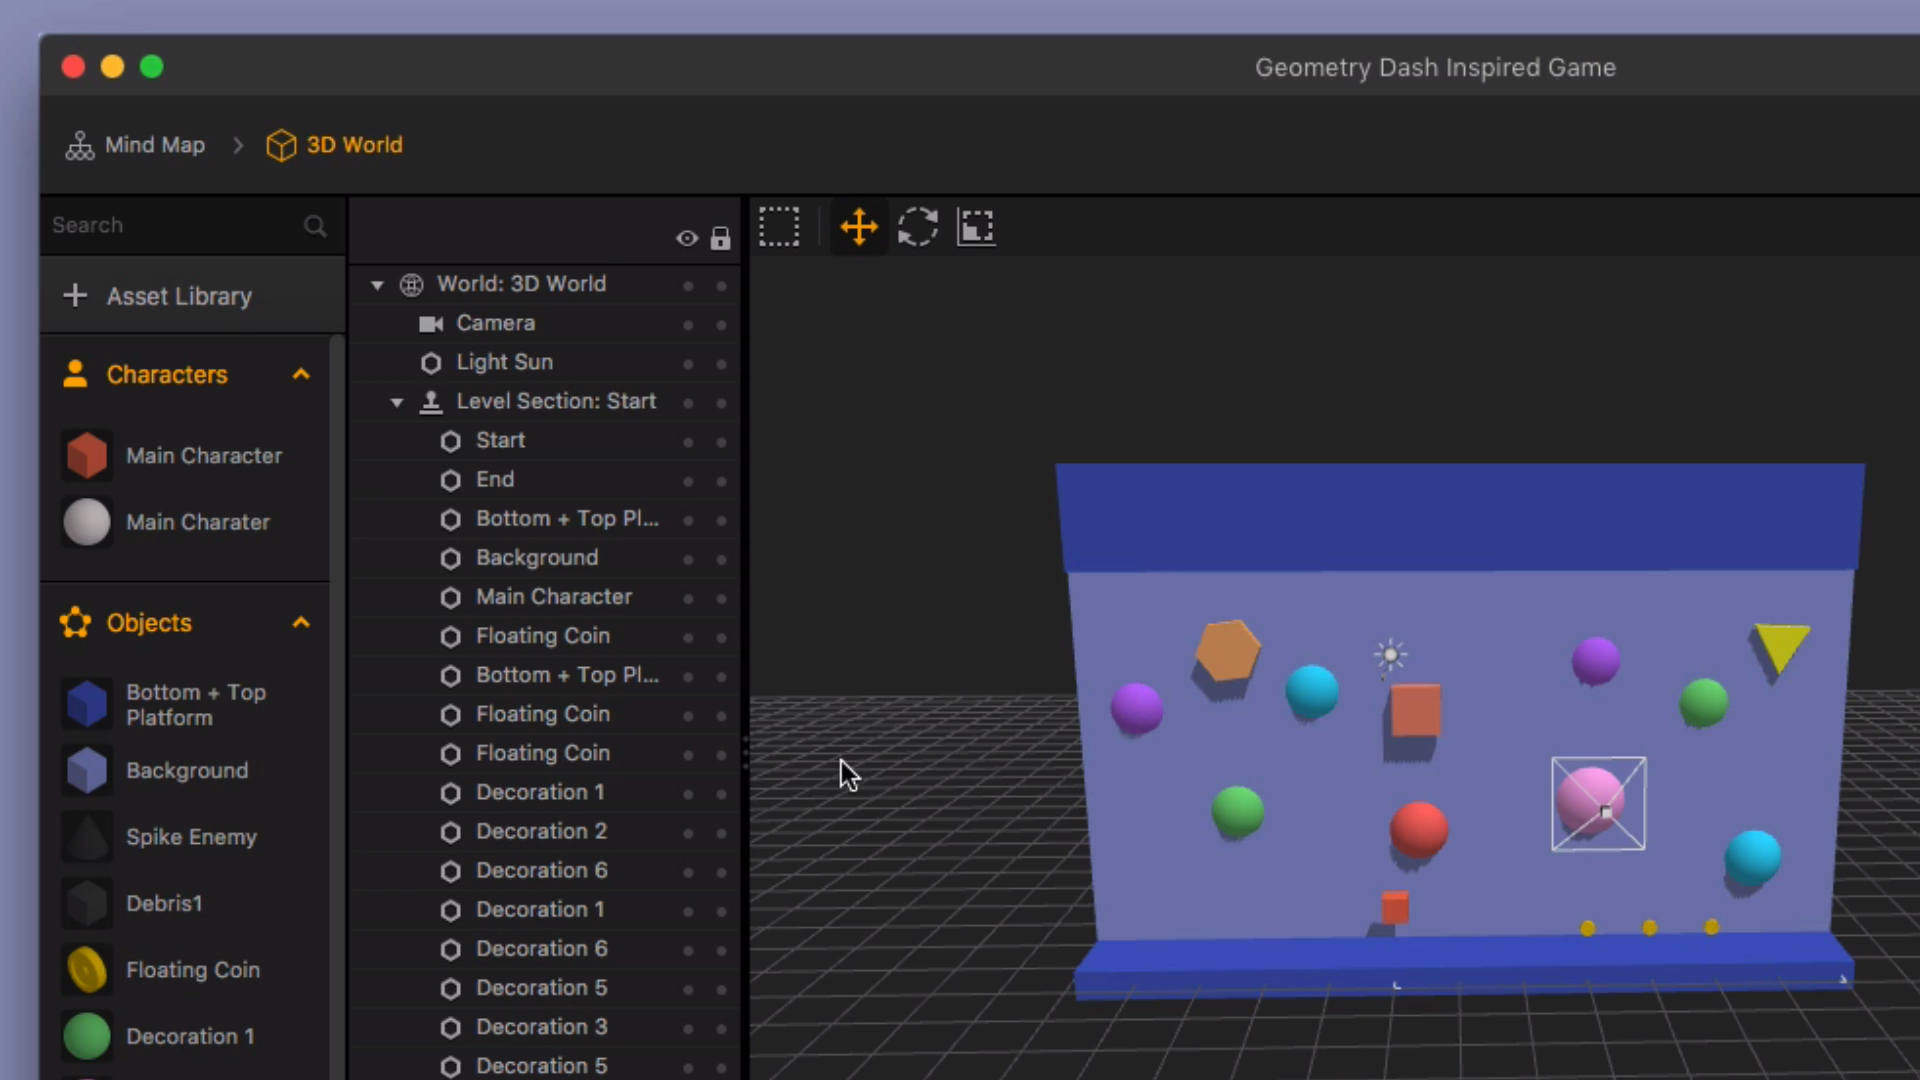 Geometry Dash Inspired Game
Mind Map
3D World
Search
Asset Library
Characters
Main Character
Main Charater
Objects
Bottom + Top
Platform
Background
Spike Enemy
Debris1
Floating Coin
Decoration 1
World: 3D World
Camera
Light Sun
Level Section: Start
Start
End
Bottom + Top Pl...
Background
Main Character
Floating Coin
Bottom + Top Pl...
Floating Coin
Floating Coin
Decoration 1
Decoration 2
Decoration 6
Decoration 1
Decoration 6
Decoration 5
Decoration 3
Decoration 5